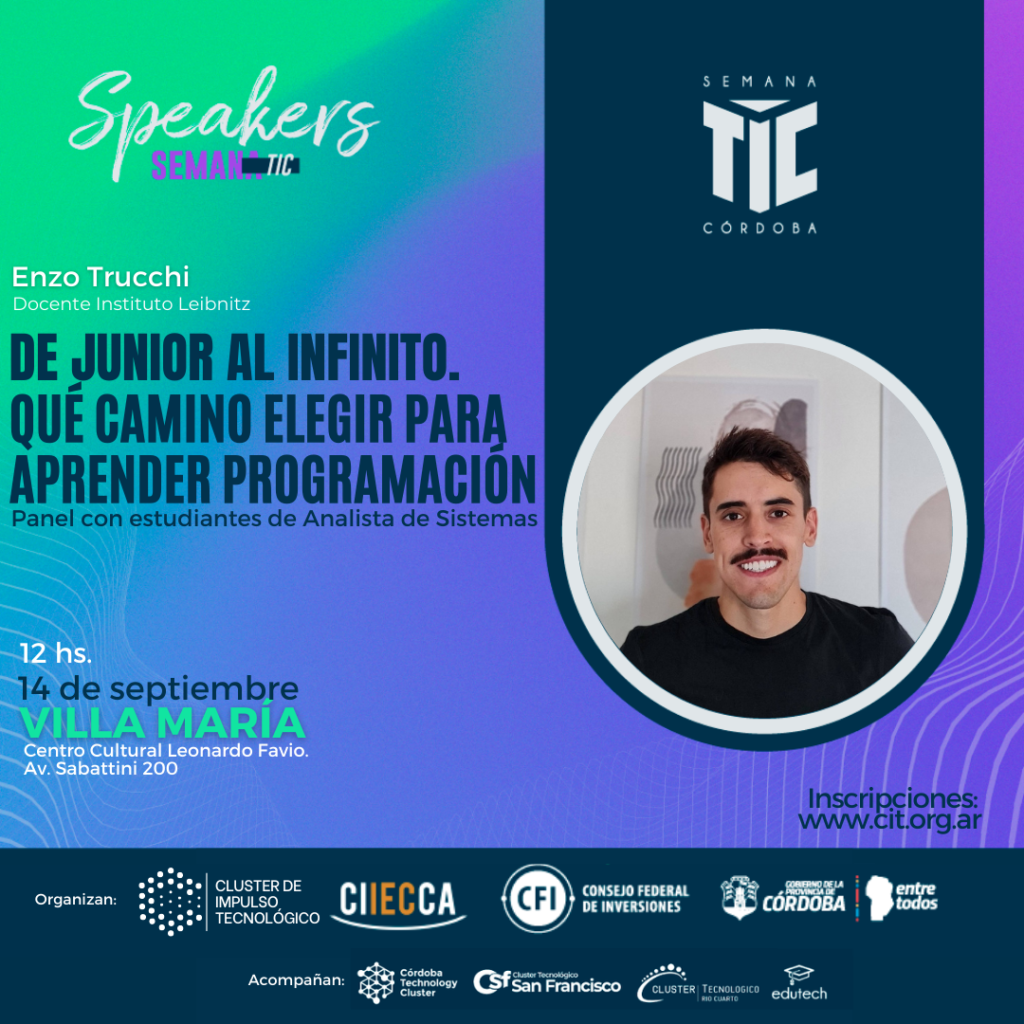 Speakers
SEMANA TIC
SEMANA
TIC
CÓRDOBA
Enzo Trucchi
Docente Instituto Leibnitz
DE JUNIOR AL INFINITO.
QUÉ CAMINO ELEGIR PARA
APRENDER PROGRAMACIÓN
Panel con estudiantes de Analista de Sistemas
12 hs.
14 de septiembre
VILLA MARÍA
Centro Cultural Leonardo Favio.
Av. Sabattini 200
Inscripciones:
www.cit.org.ar
Organizan:
CLUSTER DE
IMPULSO
TECNOLÓGICO
CIIECCA
CFI
CONSEJO FEDERAL
DE INVERSIONES
GOBIERNO DE LA
PROVINCIA DE
CÓRDOBA
entre
todos
Acompañan:
Córdoba
Technology
Cluster
Csf
Cluster Tecnológico
San Francisco
CLUSTER TECNOLOGICO
RIO CUARTO
edutech